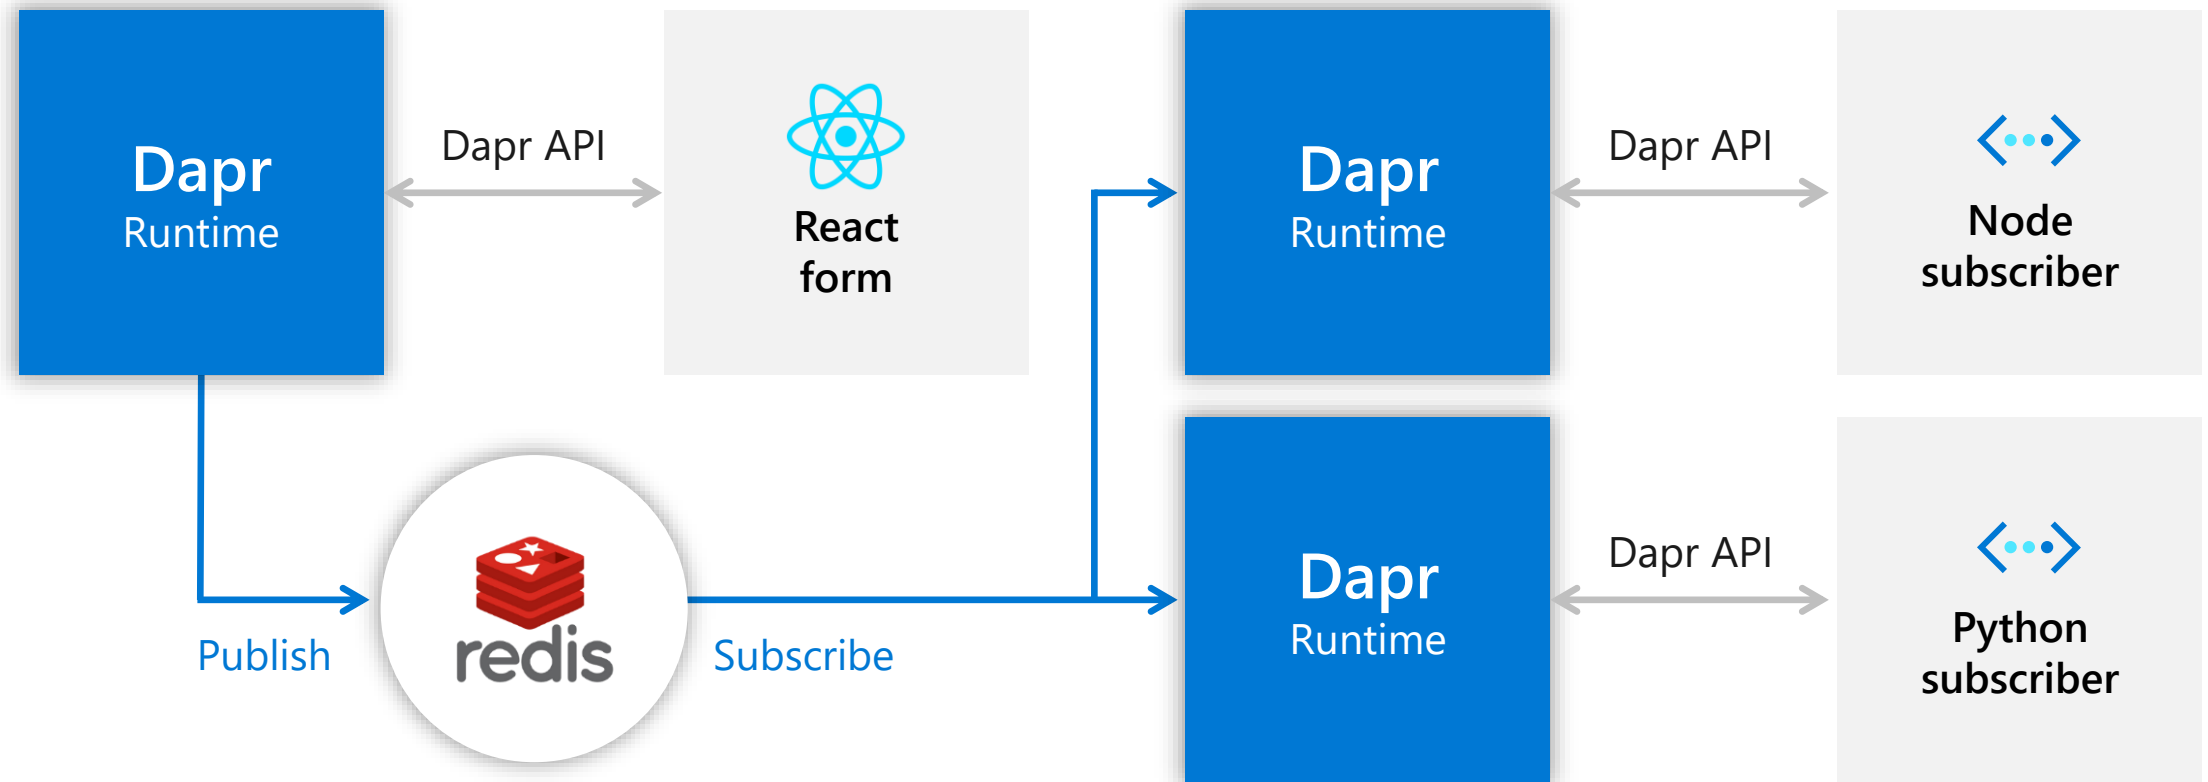 Dapr
Runtime
Dapr API
React
form
Dapr
Runtime
Dapr API
Node
subscriber
Publish
redis
Subscribe
Dapr
Runtime
Dapr API
Python
subscriber